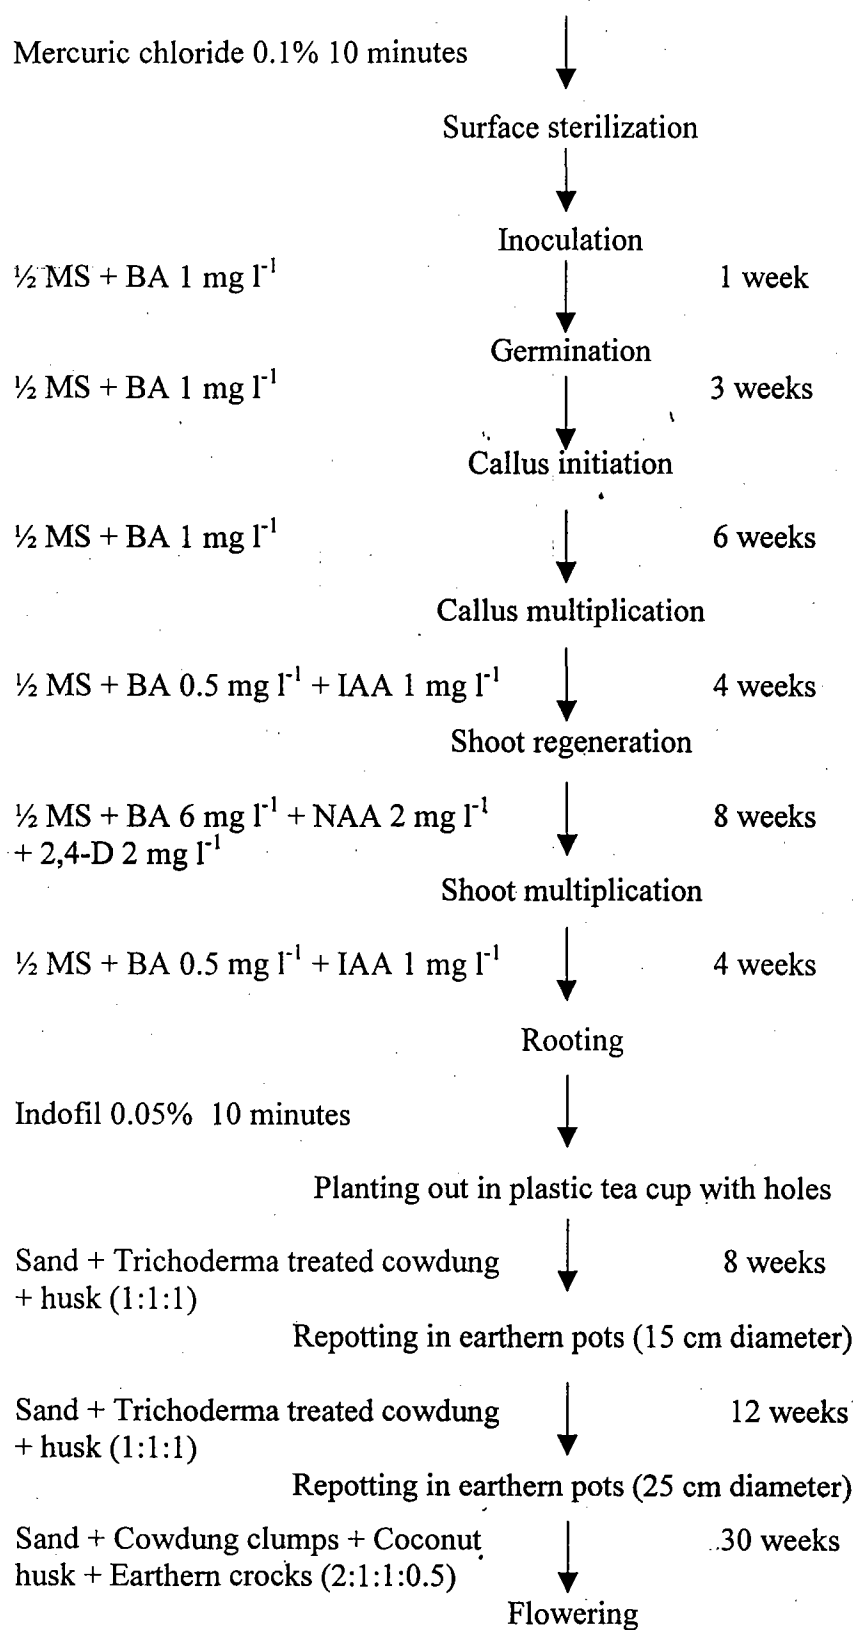 Mercuric chloride 0.1% 10 minutes
Surface sterilization
Inoculation
½ MS + BA 1 mg l⁻¹ 1 week
Germination
½ MS + BA 1 mg l⁻¹ 3 weeks
Callus initiation
½ MS + BA 1 mg l⁻¹ 6 weeks
Callus multiplication
½ MS + BA 0.5 mg l⁻¹ + IAA 1 mg l⁻¹ 4 weeks
Shoot regeneration
½ MS + BA 6 mg l⁻¹ + NAA 2 mg l⁻¹ 8 weeks
+ 2,4-D 2 mg l⁻¹
Shoot multiplication
½ MS + BA 0.5 mg l⁻¹ + IAA 1 mg l⁻¹ 4 weeks
Rooting
Indofil 0.05% 10 minutes
Planting out in plastic tea cup with holes
Sand + Trichoderma treated cowdung 8 weeks
+ husk (1:1:1)
Repotting in earthern pots (15 cm diameter)
Sand + Trichoderma treated cowdung 12 weeks
+ husk (1:1:1)
Repotting in earthern pots (25 cm diameter)
Sand + Cowdung clumps + Coconut 30 weeks
husk + Earthern crocks (2:1:1:0.5)
Flowering